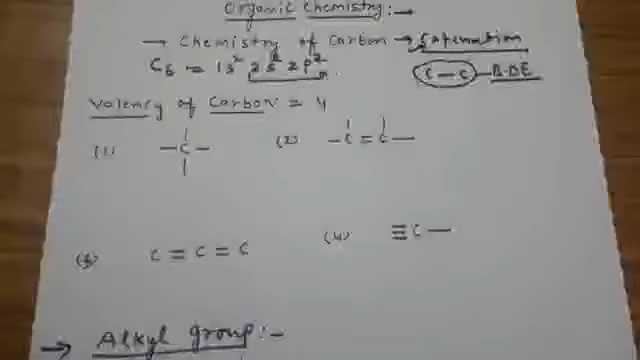 Organic Chemistry:→
→ Chemistry of Carbon → Catenation
C6 = 1s² 2s² 2p² C—C—B.DE
Valency of Carbon = 4
(1) —C— (2) —C=C—
(3) C=C=C (4) ≡C—
→ Alkyl group:-